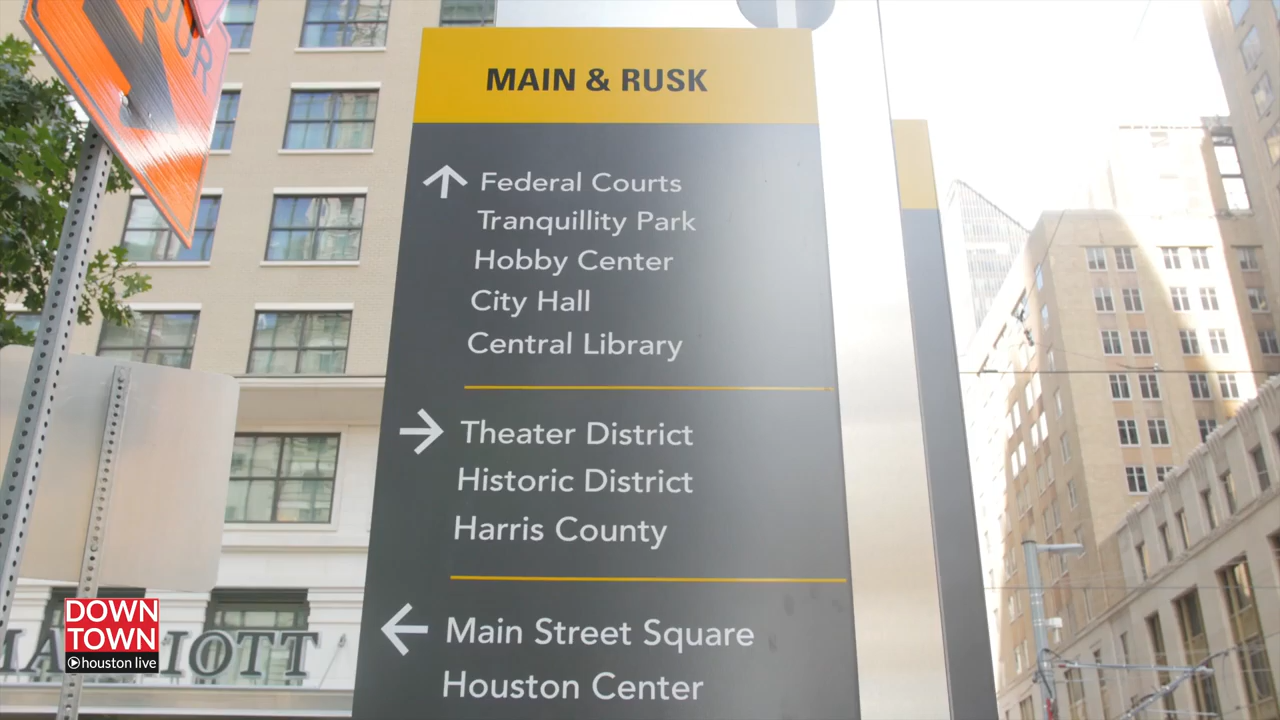 OUR
MAIN & RUSK
Federal Courts
Tranquillity Park
Hobby Center
City Hall
Central Library
Theater District
Historic District
Harris County
Main Street Square
Houston Center
DOWN
TOWN
houston live